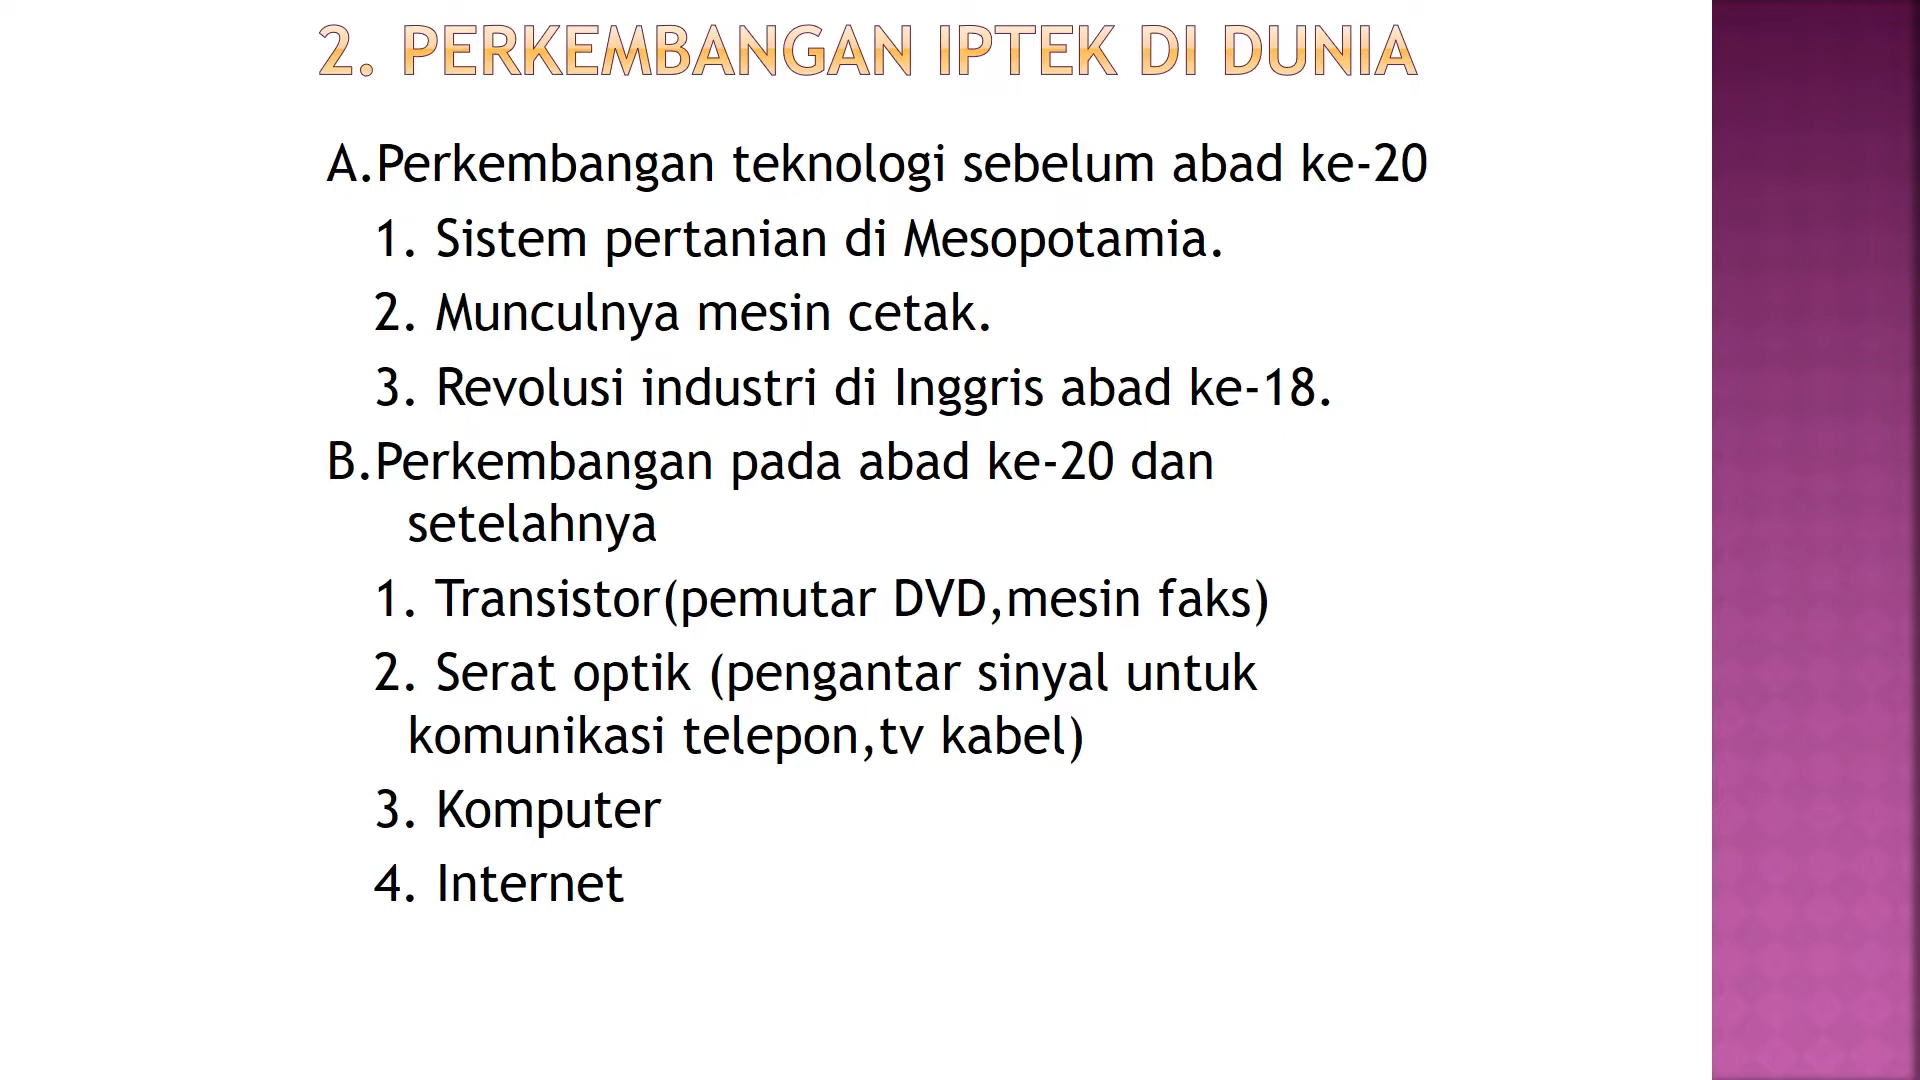 2. PERKEMBANGAN IPTEK DI DUNIA
A.Perkembangan teknologi sebelum abad ke-20
1. Sistem pertanian di Mesopotamia.
2. Munculnya mesin cetak.
3. Revolusi industri di Inggris abad ke-18.
B.Perkembangan pada abad ke-20 dan
setelahnya
1. Transistor(pemutar DVD,mesin faks)
2. Serat optik (pengantar sinyal untuk
komunikasi telepon,tv kabel)
3. Komputer
4. Internet